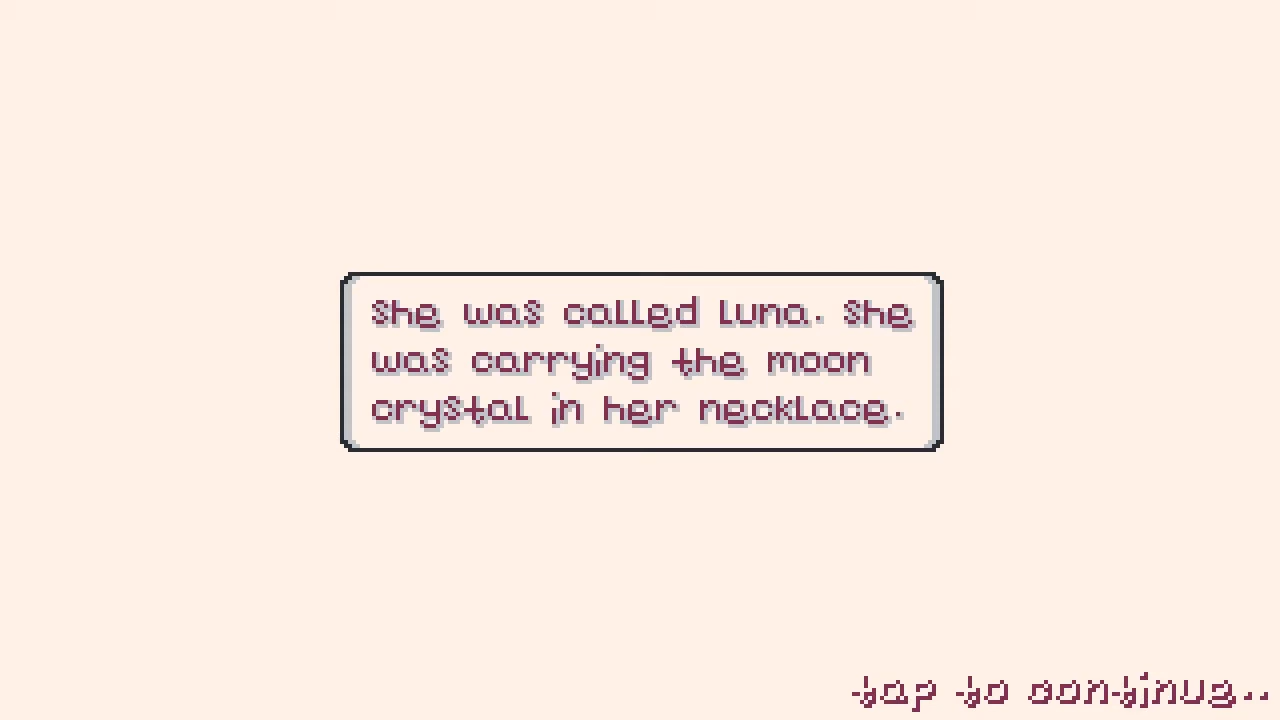 She was called Luna. She
was carrying the moon
crystal in her necklace.
tap to continue..